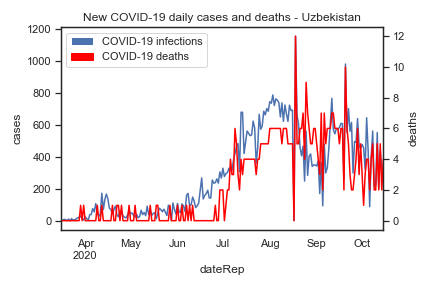 New COVID-19 daily cases and deaths - Uzbekistan
COVID-19 infections
COVID-19 deaths
1200
1000
800
600
400
200
0
cases
12
10
8
6
4
2
0
deaths
Apr May Jun Jul Aug Sep Oct
2020
dateRep